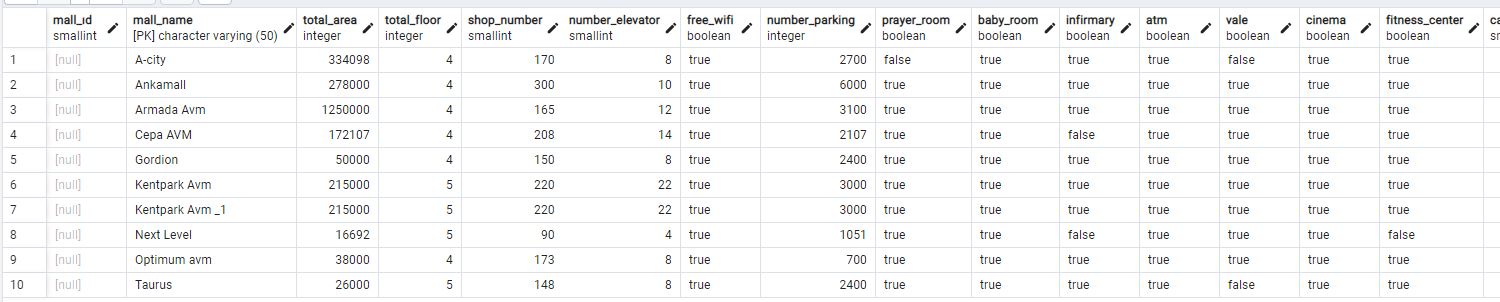 mall_id mall_name total_area total_floor shop_number number_elevator free_wifi number_parking prayer_room baby_room infirmary atm vale cinema fitness_center
smallint [PK] character varying (50) integer integer smallint smallint boolean integer boolean boolean boolean boolean boolean boolean boolean
1 [null] A-city 334098 4 170 8 true 2700 false true true true false true true
2 [null] Ankamall 278000 4 300 10 true 6000 true true true true true true true
3 [null] Armada Avm 1250000 4 165 12 true 3100 true true true true true true true
4 [null] Cepa AVM 172107 4 208 14 true 2107 true true false true true true true
5 [null] Gordion 50000 4 150 8 true 2400 true true true true true true true
6 [null] Kentpark Avm 215000 5 220 22 true 3000 true true true true true true true
7 [null] Kentpark Avm _1 215000 5 220 22 true 3000 true true true true true true true
8 [null] Next Level 16692 5 90 4 true 1051 true true false true true true false
9 [null] Optimum avm 38000 4 173 8 true 700 true true true true true true true
10 [null] Taurus 26000 5 148 8 true 2400 true true true true false true true